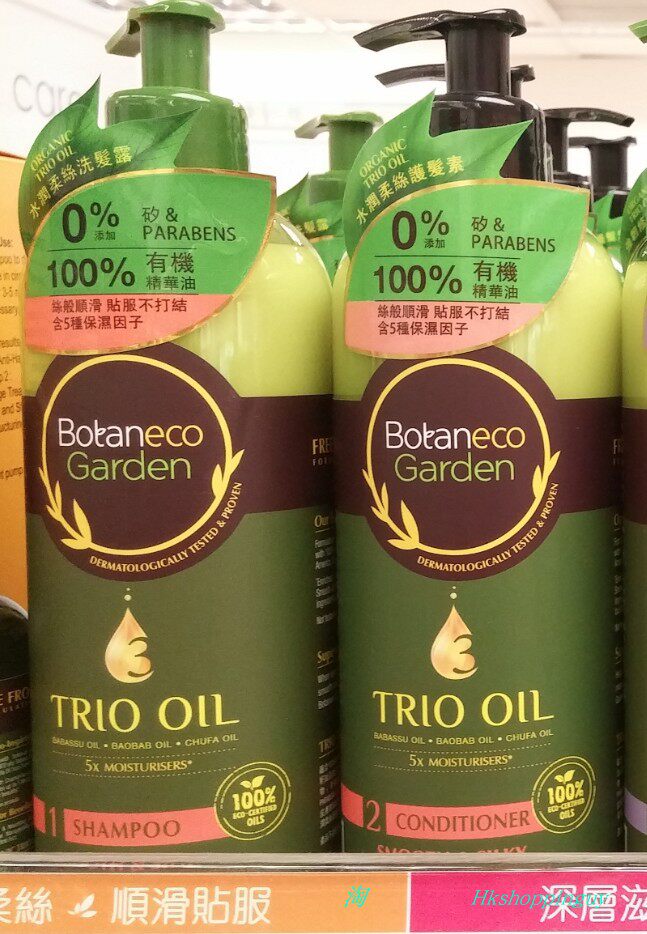 ORGANIC
TRIO OIL
水潤柔絲洗髮露
0%
添加
矽 &
PARABENS
100% 有機
精華油
絲般順滑 貼服不打結
含5種保濕因子
Botaneco
Garden
DERMATOLOGICALLY TESTED & PROVEN
3
TRIO OIL
BABASSU OIL • BAOBAB OIL • CHUFA OIL
5x MOISTURISERS*
100%
ECO-CERTIFIED
OILS
1 SHAMPOO
ORGANIC
TRIO OIL
水潤柔絲護髮素
0%
添加
矽 &
PARABENS
100% 有機
精華油
絲般順滑 貼服不打結
含5種保濕因子
Botaneco
Garden
DERMATOLOGICALLY TESTED & PROVEN
3
TRIO OIL
BABASSU OIL • BAOBAB OIL • CHUFA OIL
5x MOISTURISERS*
100%
ECO-CERTIFIED
OILS
2 CONDITIONER
柔絲 順滑貼服
淘
Hkshoppinguy
深層滋